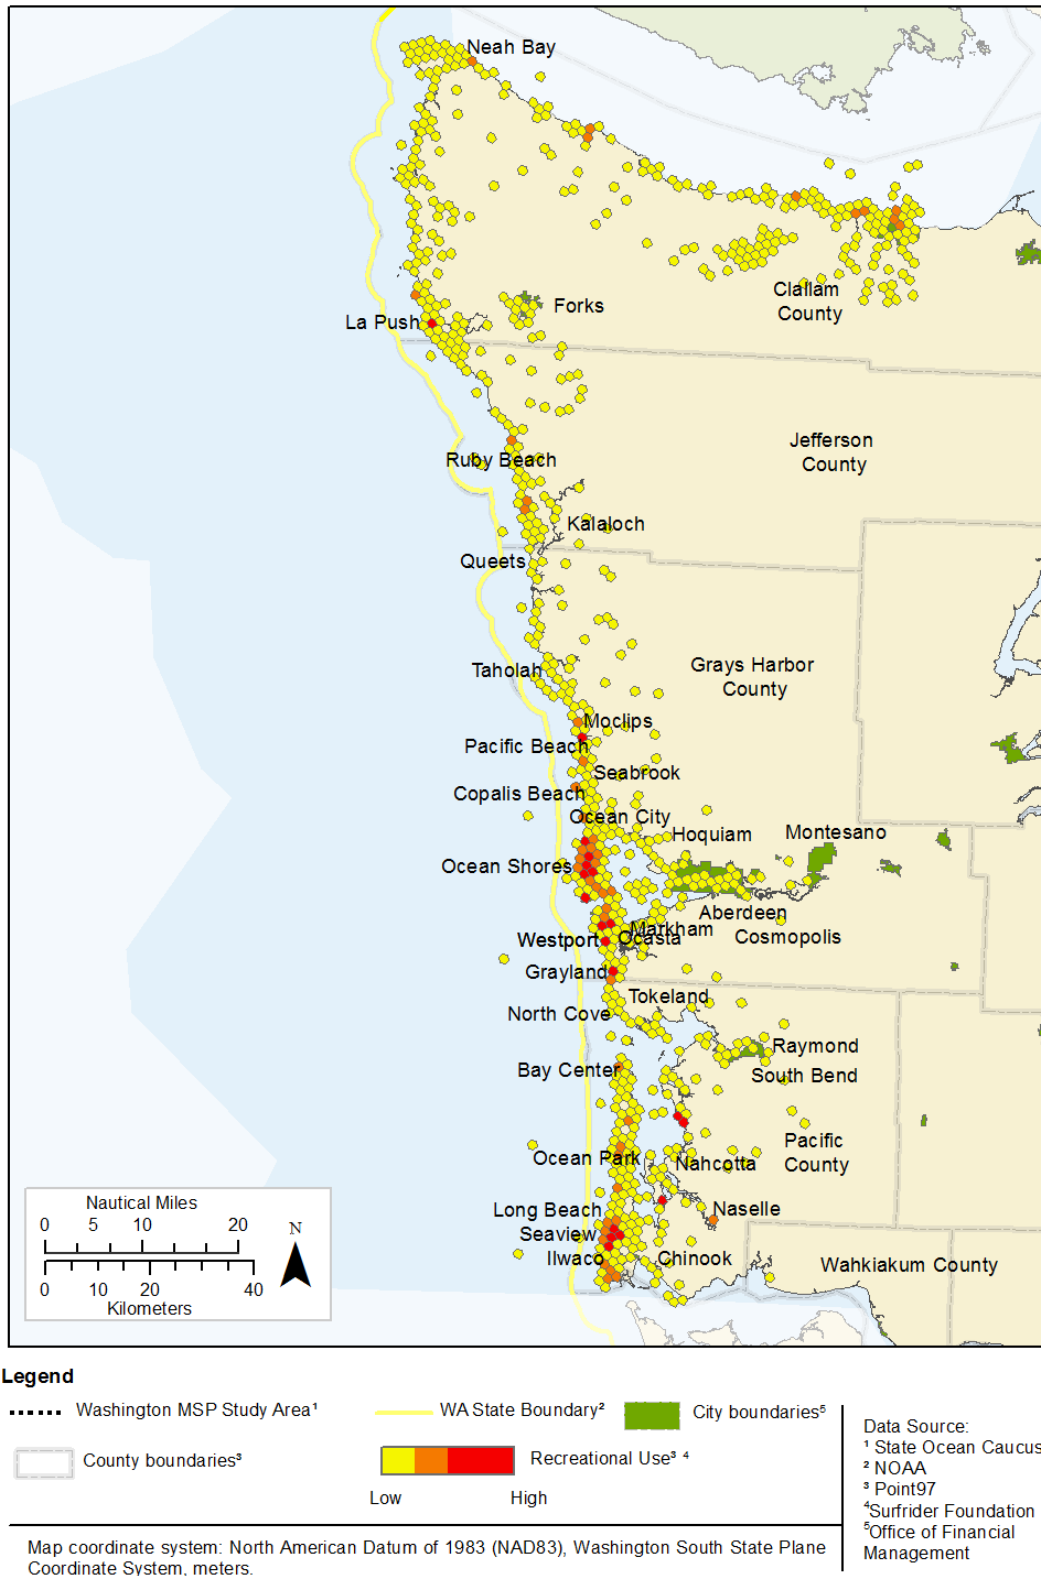 Neah Bay
Forks
Clallam
County
La Push
Jefferson
County
Ruby Beach
Kalaloch
Queets
Taholah
Grays Harbor
County
Moclips
Pacific Beach
Seabrook
Copalis Beach
Ocean City
Hoquiam
Montesano
Ocean Shores
Aberdeen
Markham
Cosmopolis
Westport
Ocasta
Grayland
Tokeland
North Cove
Raymond
Bay Center
South Bend
Pacific
County
Ocean Park
Nahcotta
Long Beach
Naselle
Seaview
Ilwaco
Chinook
Wahkiakum County
Nautical Miles
0 5 10 20
N
0 10 20 40
Kilometers
Legend
Washington MSP Study Area¹
WA State Boundary²
City boundaries⁵
County boundaries³
Recreational Use³ ⁴
Low High
Data Source:
¹ State Ocean Caucus
² NOAA
³ Point97
⁴Surfrider Foundation
⁵Office of Financial
Management
Map coordinate system: North American Datum of 1983 (NAD83), Washington South State Plane
Coordinate System, meters.